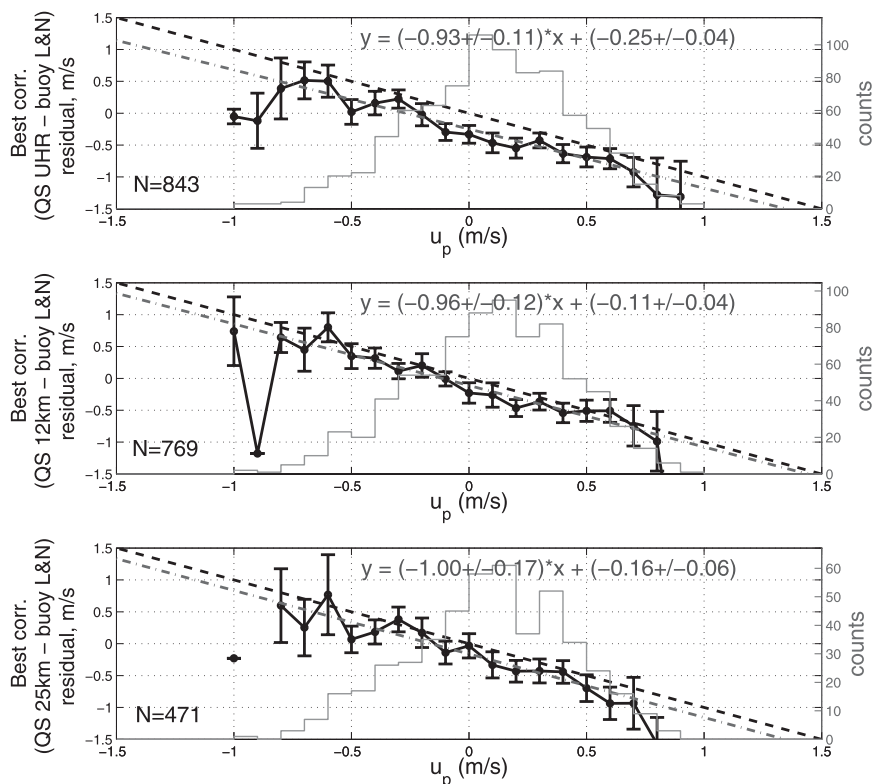 Best corr.
(QS UHR − buoy L&N)
residual, m/s
1.5
1
0.5
0
−0.5
−1
−1.5
y = (−0.93+/−0.11)*x + (−0.25+/−0.04)
N=843
100
80
60
40
20
0
counts
−1.5 −1 −0.5 0 0.5 1 1.5
up (m/s)
Best corr.
(QS 12km − buoy L&N)
residual, m/s
1.5
1
0.5
0
−0.5
−1
−1.5
y = (−0.96+/−0.12)*x + (−0.11+/−0.04)
N=769
100
80
60
40
20
0
counts
−1.5 −1 −0.5 0 0.5 1 1.5
up (m/s)
Best corr.
(QS 25km − buoy L&N)
residual, m/s
1.5
1
0.5
0
−0.5
−1
−1.5
y = (−1.00+/−0.17)*x + (−0.16+/−0.06)
N=471
60
50
40
30
20
10
0
counts
−1.5 −1 −0.5 0 0.5 1 1.5
up (m/s)